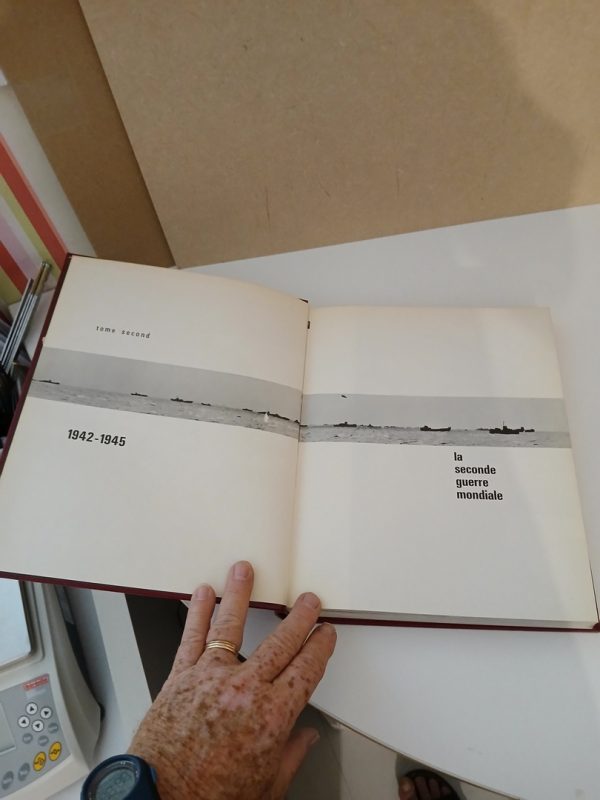 tome second
1942-1945
la
seconde
guerre
mondiale